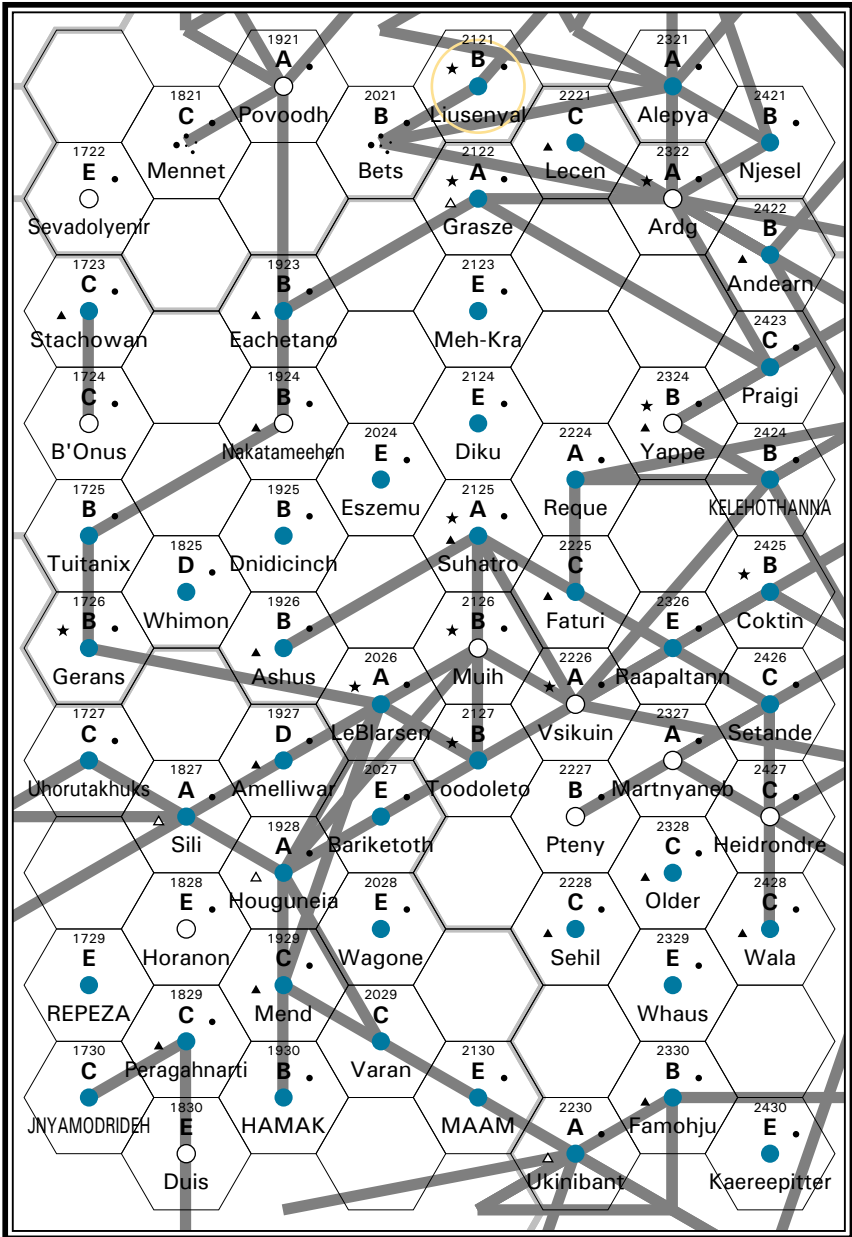 1921
A
Povoodh
2121
B
Liusenyal
2321
A
Alepya
1821
C
Mennet
2021
B
Bets
2221
C
Lecen
2421
B
Njesel
1722
E
Sevadolyenir
2122
A
Grasze
2322
A
Ardg
2422
B
Andearn
1723
C
Stachowan
1923
B
Eachetano
2123
E
Meh-Kra
2423
C
Praigi
1724
C
B'Onus
1924
B
Nakatameehen
2124
E
Diku
2324
B
Yappe
2024
E
Eszemu
2224
A
Reque
2424
B
KELEHOTHANNA
1725
B
Tuitanix
1925
B
Dnidicinch
2125
A
Suhatro
1825
D
Whimon
2225
C
Faturi
2425
B
Coktin
1726
B
Gerans
1926
B
Ashus
2126
B
Muih
2326
E
Raapaltann
2026
A
LeBlarsen
2226
A
Vsikuin
2426
C
Setande
1727
C
Uhorutakhuks
1927
D
Amelliwar
2127
B
Toodoleto
2327
A
Martnyaneb
1827
A
Sili
2027
E
Bariketoth
2227
B
Pteny
2427
C
Heidrondre
1928
A
Houguneia
2328
C
Older
1828
E
Horanon
2028
E
Wagone
2228
C
Sehil
2428
C
Wala
1729
E
REPEZA
1929
C
Mend
2329
E
Whaus
1829
C
Peragahnarti
2029
C
Varan
1730
C
JNYAMODRIDEH
1930
B
HAMAK
2130
E
MAAM
2330
B
Famohju
1830
E
Duis
2230
A
Ukinibant
2430
E
Kaereepitter